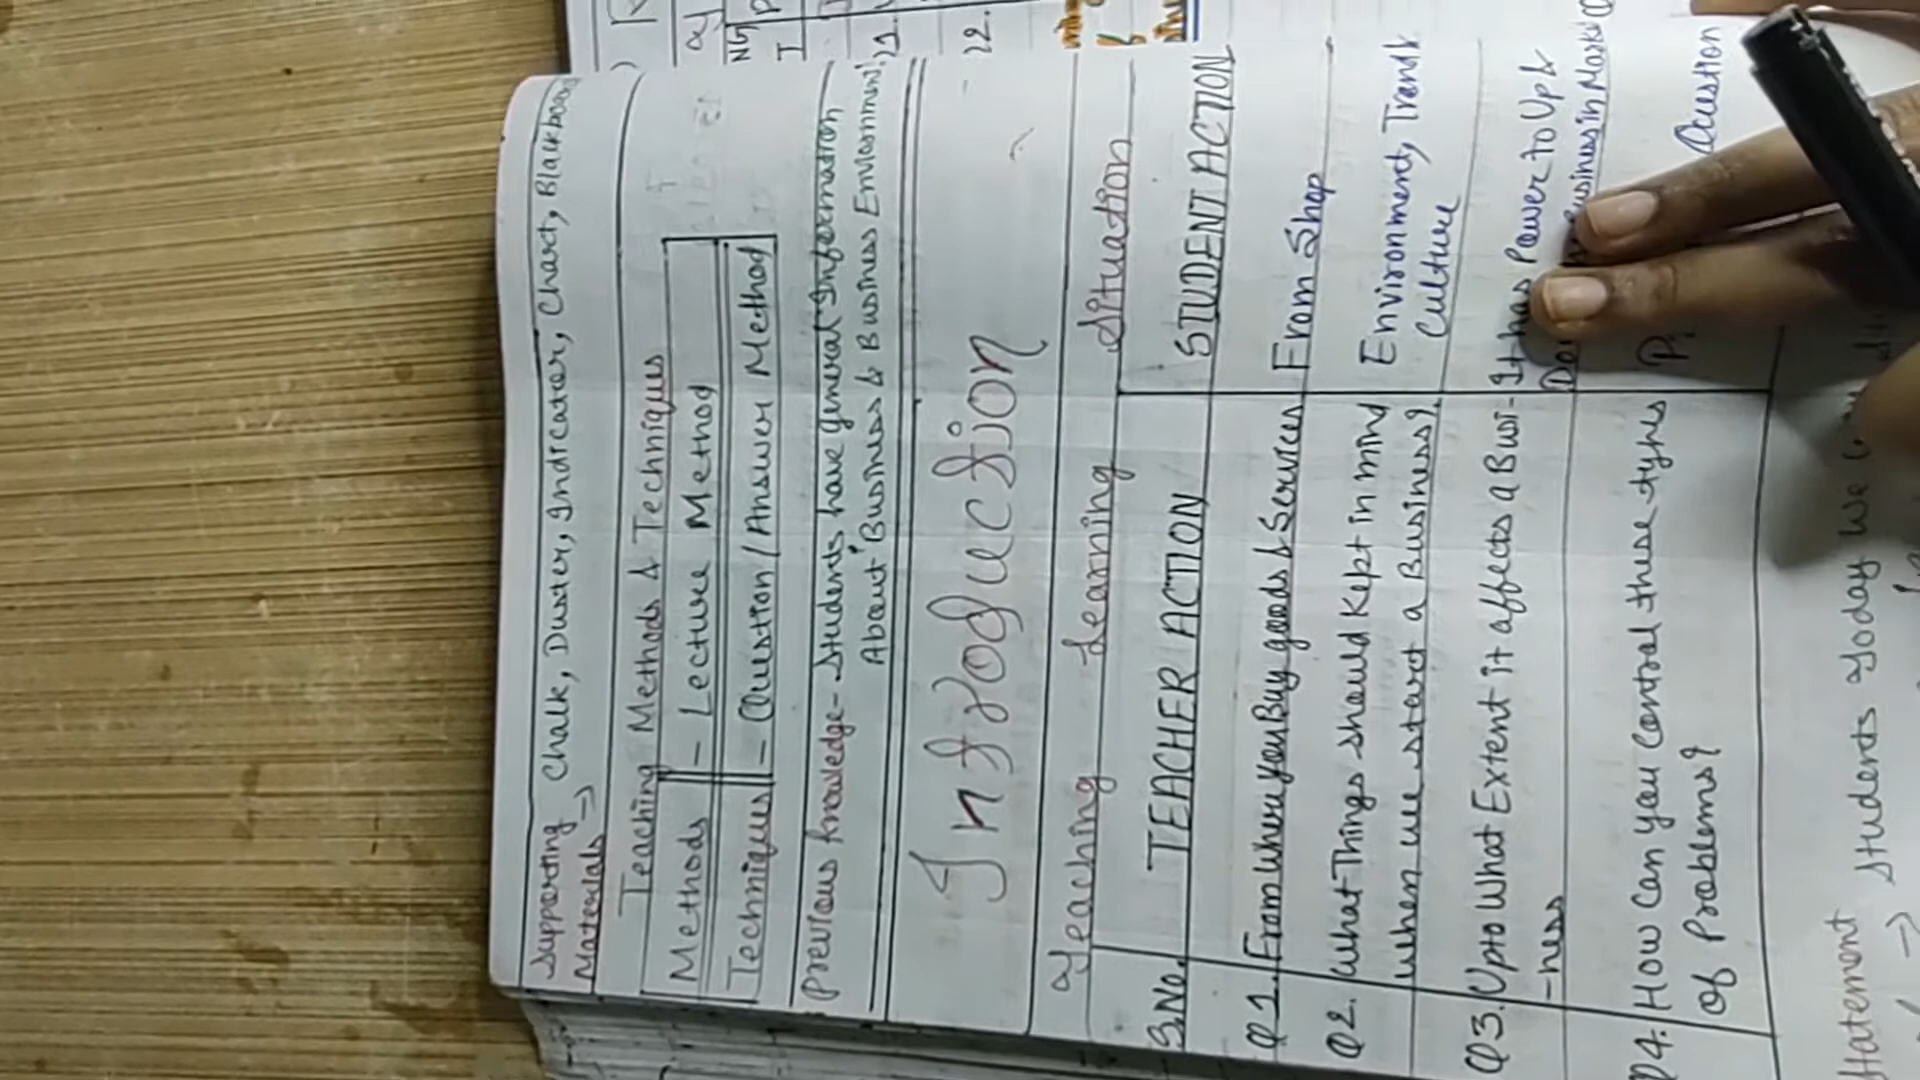 Supporting Chalk, Duster, Indicator, Chart, Blackboard
Materials →
Teaching Methods & Techniques
Methods - Lecture Method
Techniques - Question/Answer Method
Previous knowledge - Students have general Information
About "Business & Business Environment"
Introduction
Teaching Learning Situation
S.No. TEACHER ACTION STUDENT ACTION
Q1. From where you Buy goods & Services From Shop
Q2. What Things should Kept in mind Environment, Trend
when we start a Business? Culture
Q3. Upto What Extent it affects a Busi- It has Power to Up &
-ness Business in Market
Q4. How Can you Control these types
of Problems? Question
Statement Students Today we
12.